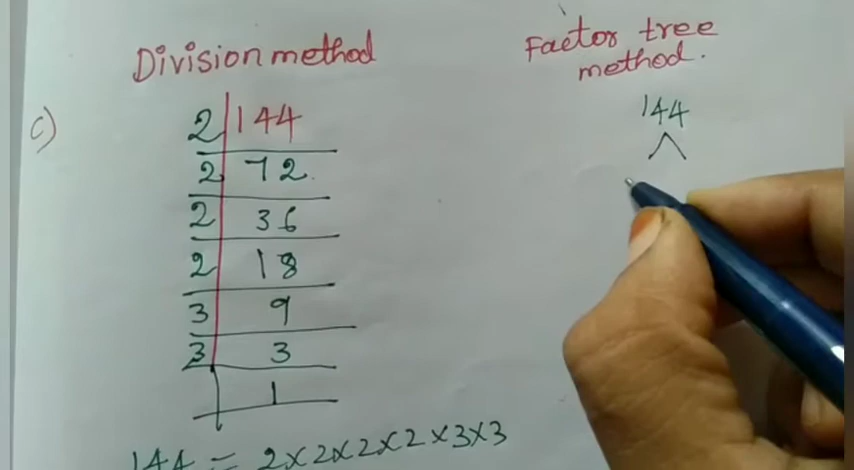 Division method
Factor tree
method.
c)
2 144
2 72
2 36
2 18
3 9
3 3
1
144 = 2×2×2×2×3×3
144